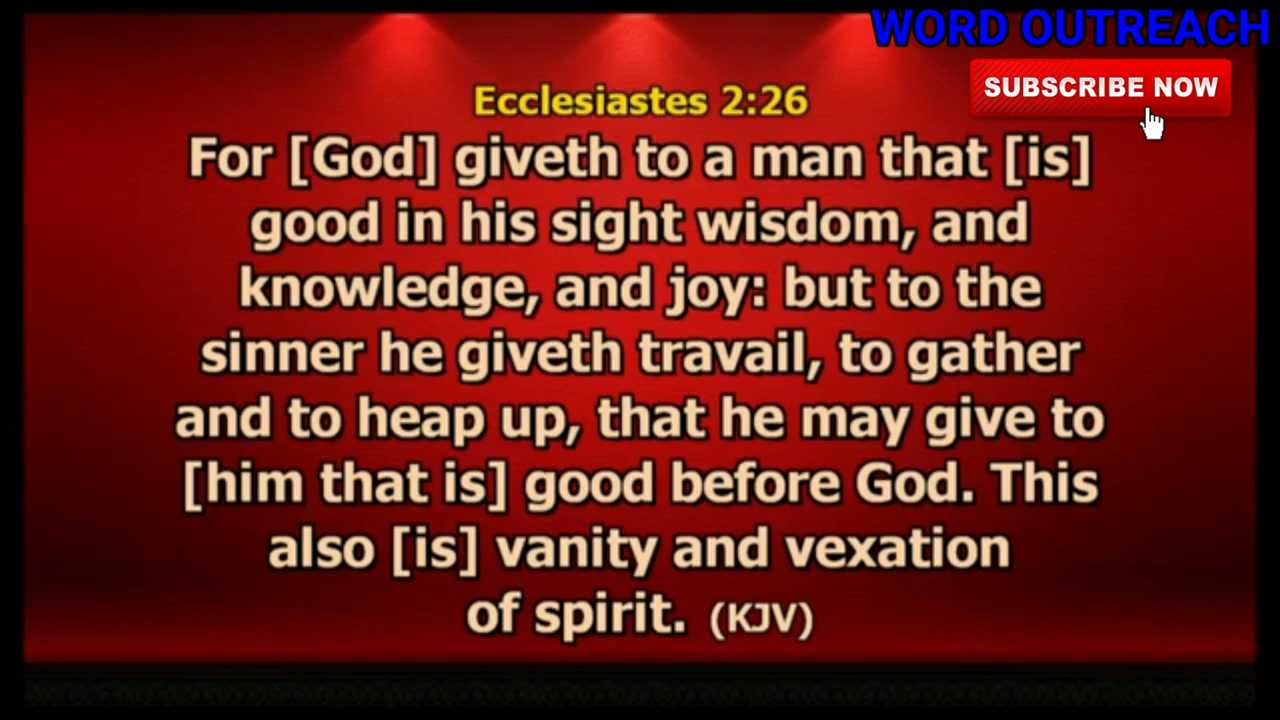 WORD OUTREACH
SUBSCRIBE NOW
Ecclesiastes 2:26
For [God] giveth to a man that [is]
good in his sight wisdom, and
knowledge, and joy: but to the
sinner he giveth travail, to gather
and to heap up, that he may give to
[him that is] good before God. This
also [is] vanity and vexation
of spirit. (KJV)